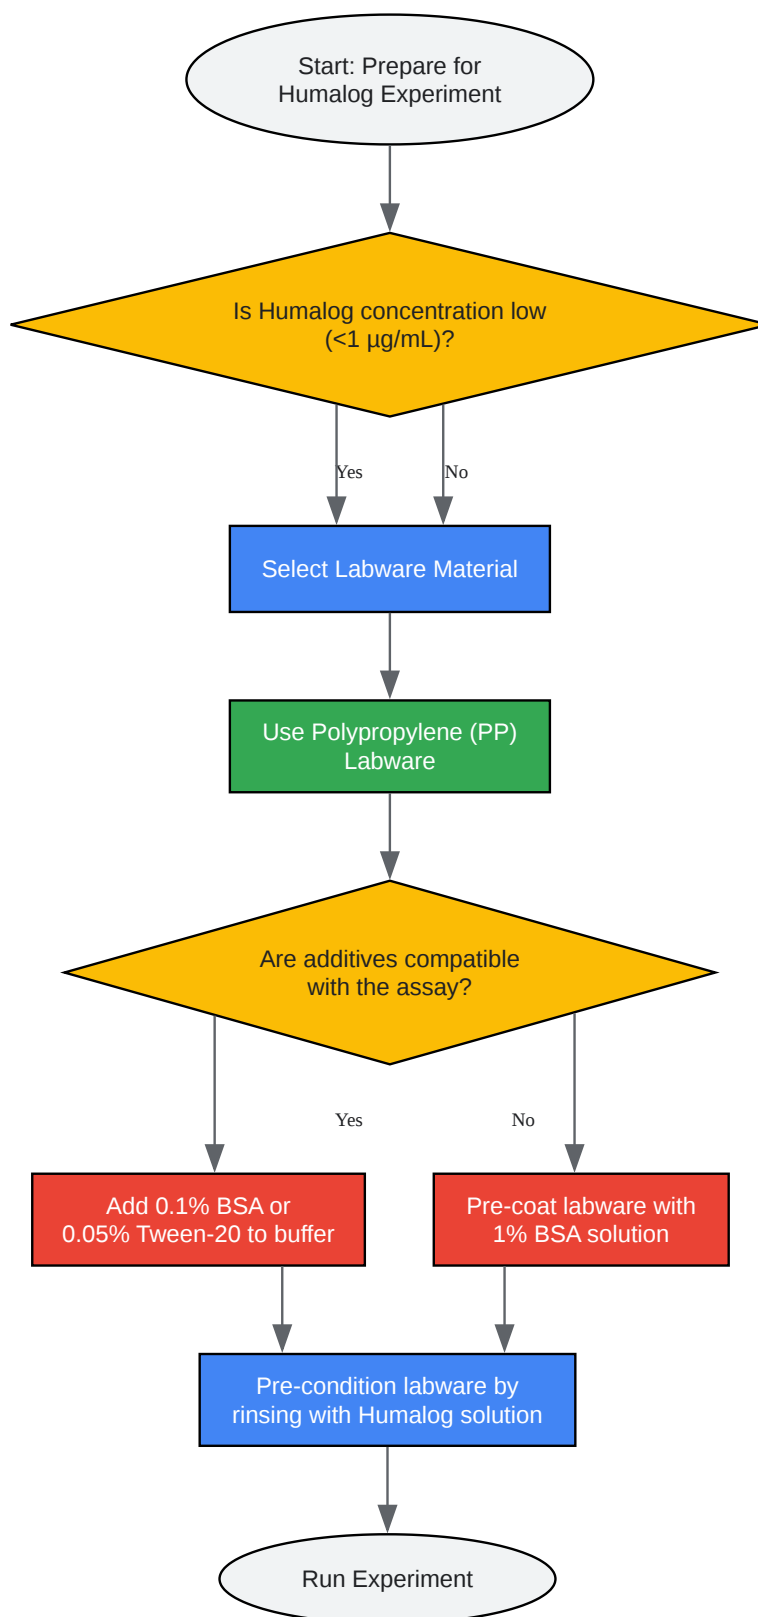 Start: Prepare for
Humalog Experiment
Is Humalog concentration low
(<1 µg/mL)?
Yes
No
Select Labware Material
Use Polypropylene (PP)
Labware
Are additives compatible
with the assay?
Yes
No
Add 0.1% BSA or
0.05% Tween-20 to buffer
Pre-coat labware with
1% BSA solution
Pre-condition labware by
rinsing with Humalog solution
Run Experiment